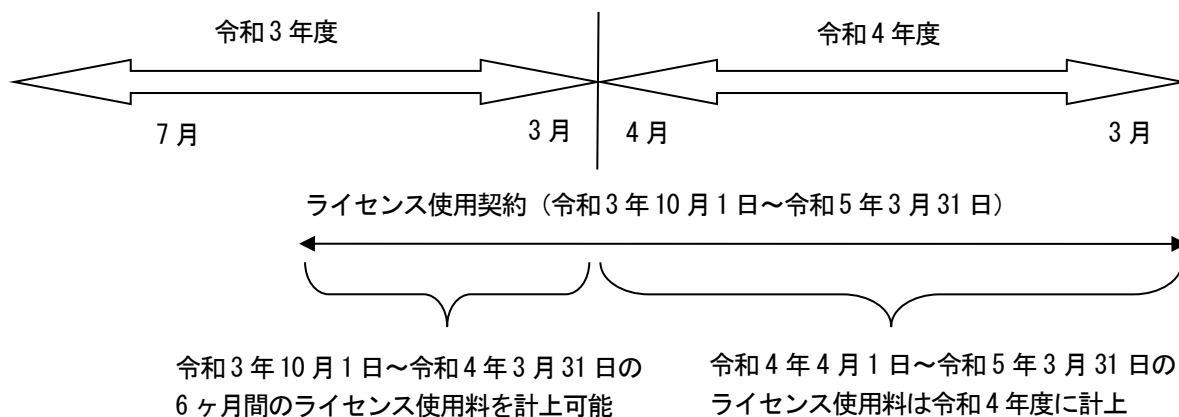 令和3年度
令和4年度
7月
3月
4月
3月
ライセンス使用契約（令和3年10月1日～令和5年3月31日）
令和3年10月1日～令和4年3月31日の
6ヶ月間のライセンス使用料を計上可能
令和4年4月1日～令和5年3月31日の
ライセンス使用料は令和4年度に計上